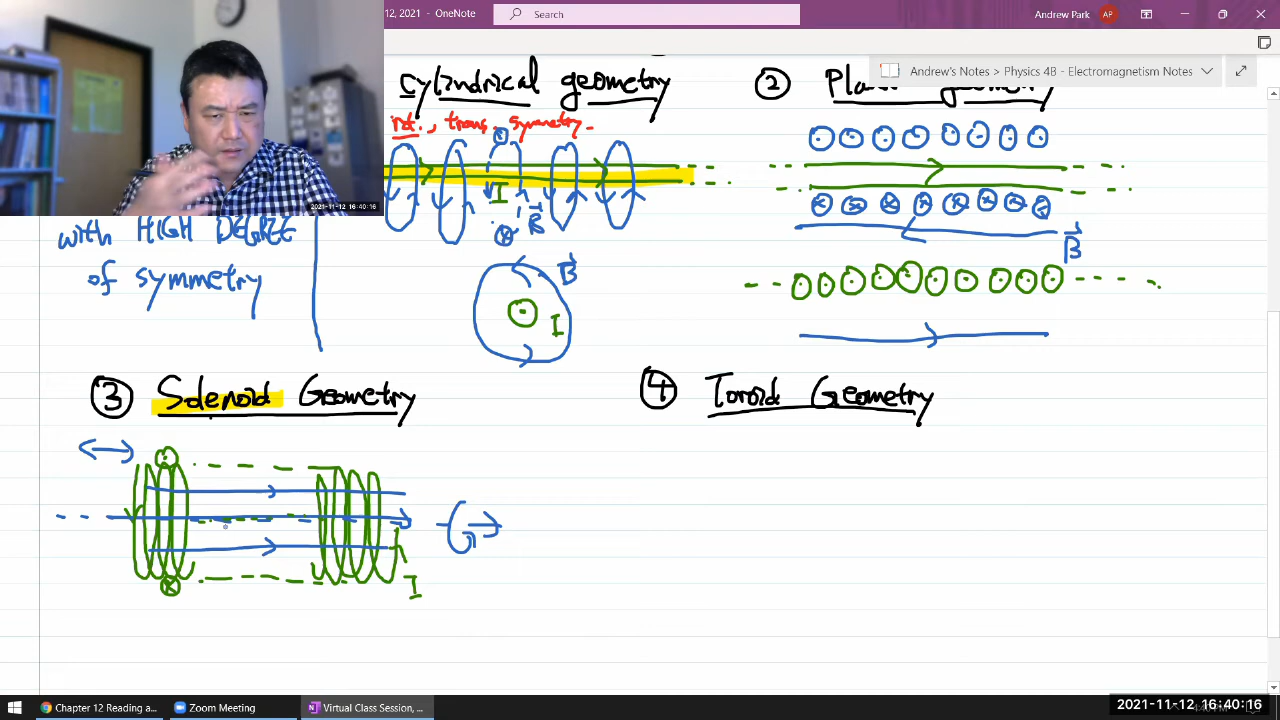 12, 2021 - OneNote
Search
Andrew Park
AP
Andrew's Notes > Physics 4B - Electromagnetism Notes
Cylindrical geometry
② geometry
rot., trans. symmetry.
I
B
B
I
B
with HIGH DEGREE
of symmetry
2021-11-12 16:40:16
③ Solenoid Geometry
④ Toroid Geometry
I
Chapter 12 Reading a...
Zoom Meeting
Virtual Class Session, ...
2021-11-12 16:40:16